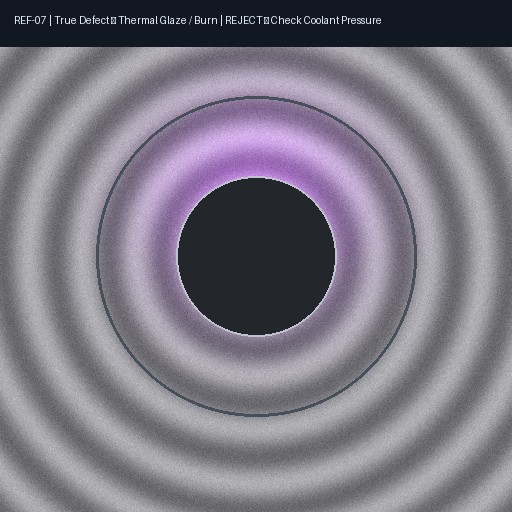 REF-07 | True Defect▯ Thermal Glaze / Burn | REJECT▯ Check Coolant Pressure